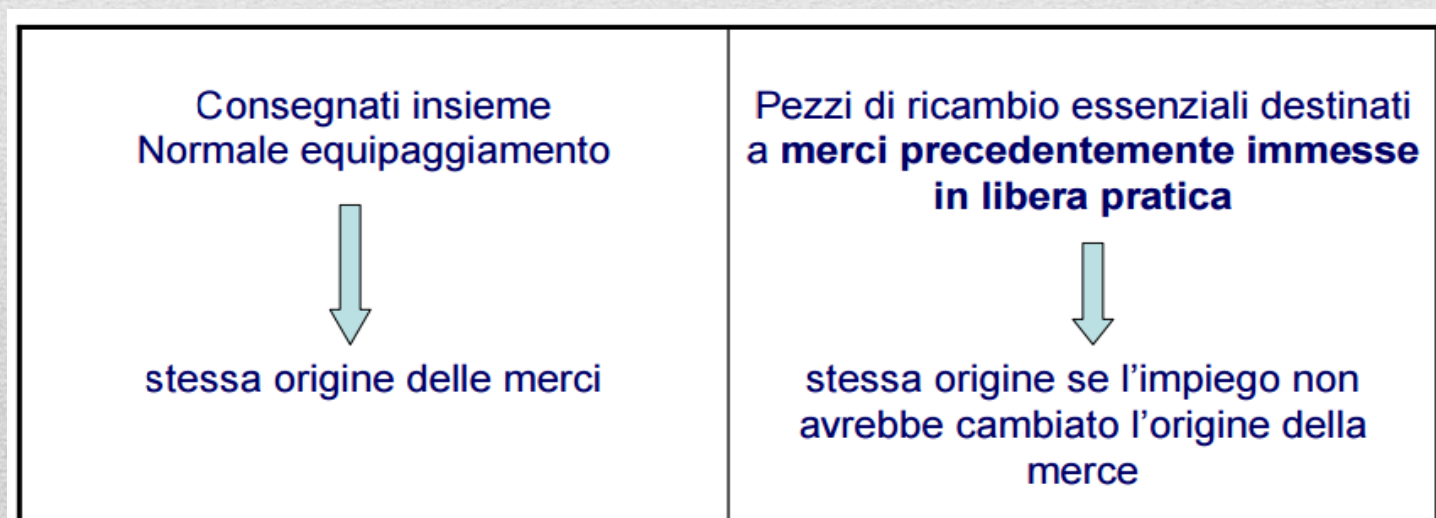 Consegnati insieme
Normale equipaggiamento
stessa origine delle merci
Pezzi di ricambio essenziali destinati
a merci precedentemente immesse
in libera pratica
stessa origine se l’impiego non
avrebbe cambiato l’origine della
merce